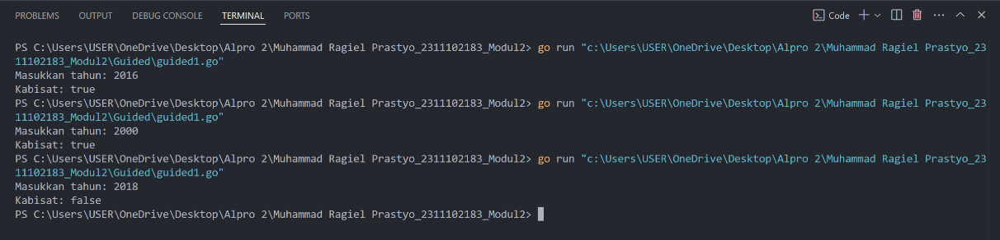 PROBLEMS OUTPUT DEBUG CONSOLE TERMINAL PORTS Code
PS C:\Users\USER\OneDrive\Desktop\Alpro 2\Muhammad Ragiel Prastyo_2311102183_Modul2> go run "c:\Users\USER\OneDrive\Desktop\Alpro 2\Muhammad Ragiel Prastyo_23
11102183_Modul2\Guided\guided1.go"
Masukkan tahun: 2016
Kabisat: true
PS C:\Users\USER\OneDrive\Desktop\Alpro 2\Muhammad Ragiel Prastyo_2311102183_Modul2> go run "c:\Users\USER\OneDrive\Desktop\Alpro 2\Muhammad Ragiel Prastyo_23
11102183_Modul2\Guided\guided1.go"
Masukkan tahun: 2000
Kabisat: true
PS C:\Users\USER\OneDrive\Desktop\Alpro 2\Muhammad Ragiel Prastyo_2311102183_Modul2> go run "c:\Users\USER\OneDrive\Desktop\Alpro 2\Muhammad Ragiel Prastyo_23
11102183_Modul2\Guided\guided1.go"
Masukkan tahun: 2018
Kabisat: false
PS C:\Users\USER\OneDrive\Desktop\Alpro 2\Muhammad Ragiel Prastyo_2311102183_Modul2>